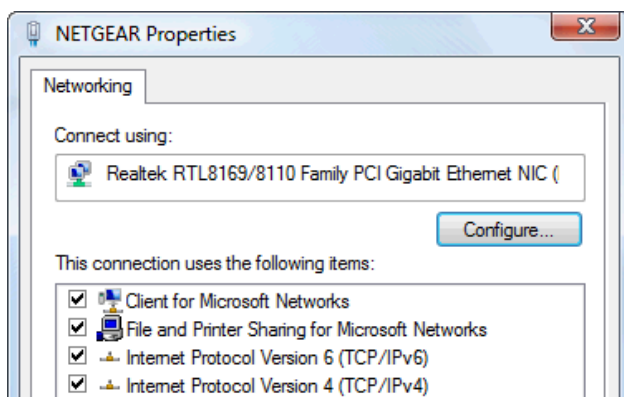 NETGEAR Properties
Networking
Connect using:
Realtek RTL8169/8110 Family PCI Gigabit Ethernet NIC (
Configure...
This connection uses the following items:
Client for Microsoft Networks
File and Printer Sharing for Microsoft Networks
Internet Protocol Version 6 (TCP/IPv6)
Internet Protocol Version 4 (TCP/IPv4)